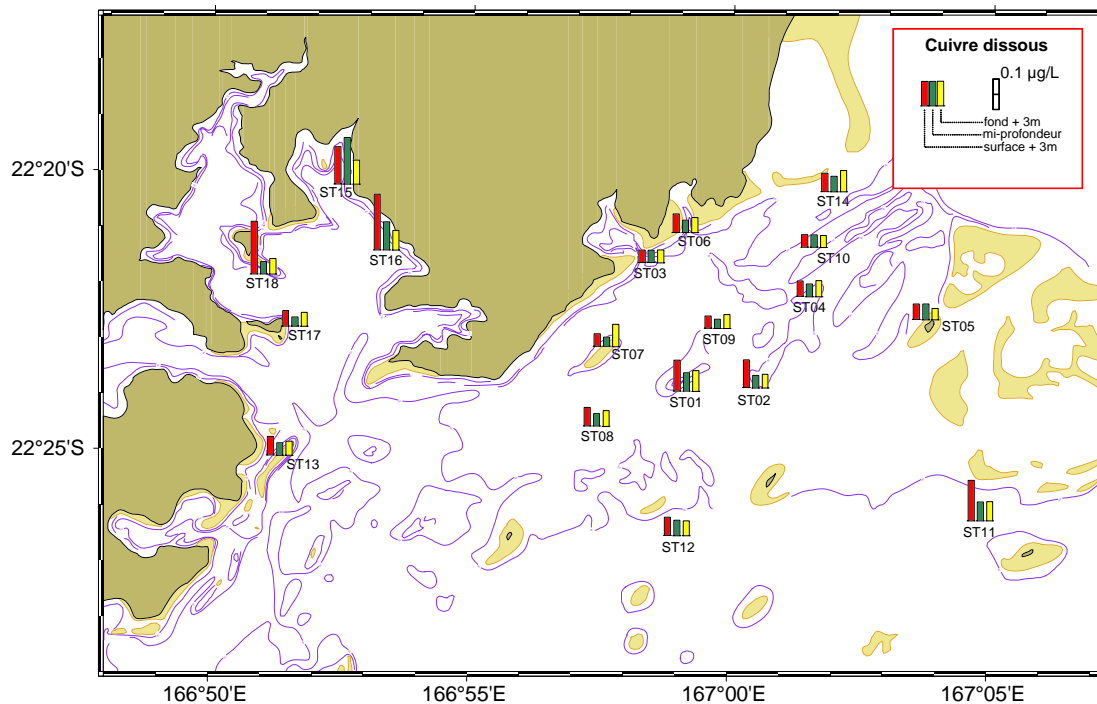 Cuivre dissous
0.1 µg/L
fond + 3m
mi-profondeur
surface + 3m
22°20'S
22°25'S
ST15
ST14
ST16
ST06
ST10
ST03
ST18
ST04
ST17
ST05
ST09
ST07
ST01
ST02
ST08
ST13
ST11
ST12
166°50'E
166°55'E
167°00'E
167°05'E